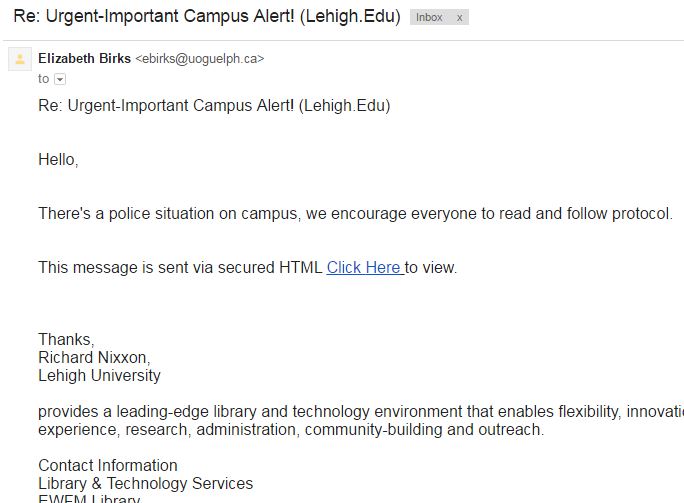 Re: Urgent-Important Campus Alert! (Lehigh.Edu) Inbox x
Elizabeth Birks <ebirks@uoguelph.ca>
to
Re: Urgent-Important Campus Alert! (Lehigh.Edu)
Hello,
There's a police situation on campus, we encourage everyone to read and follow protocol.
This message is sent via secured HTML Click Here to view.
Thanks,
Richard Nixxon,
Lehigh University
provides a leading-edge library and technology environment that enables flexibility, innovati
experience, research, administration, community-building and outreach.
Contact Information
Library & Technology Services
EWFM Library